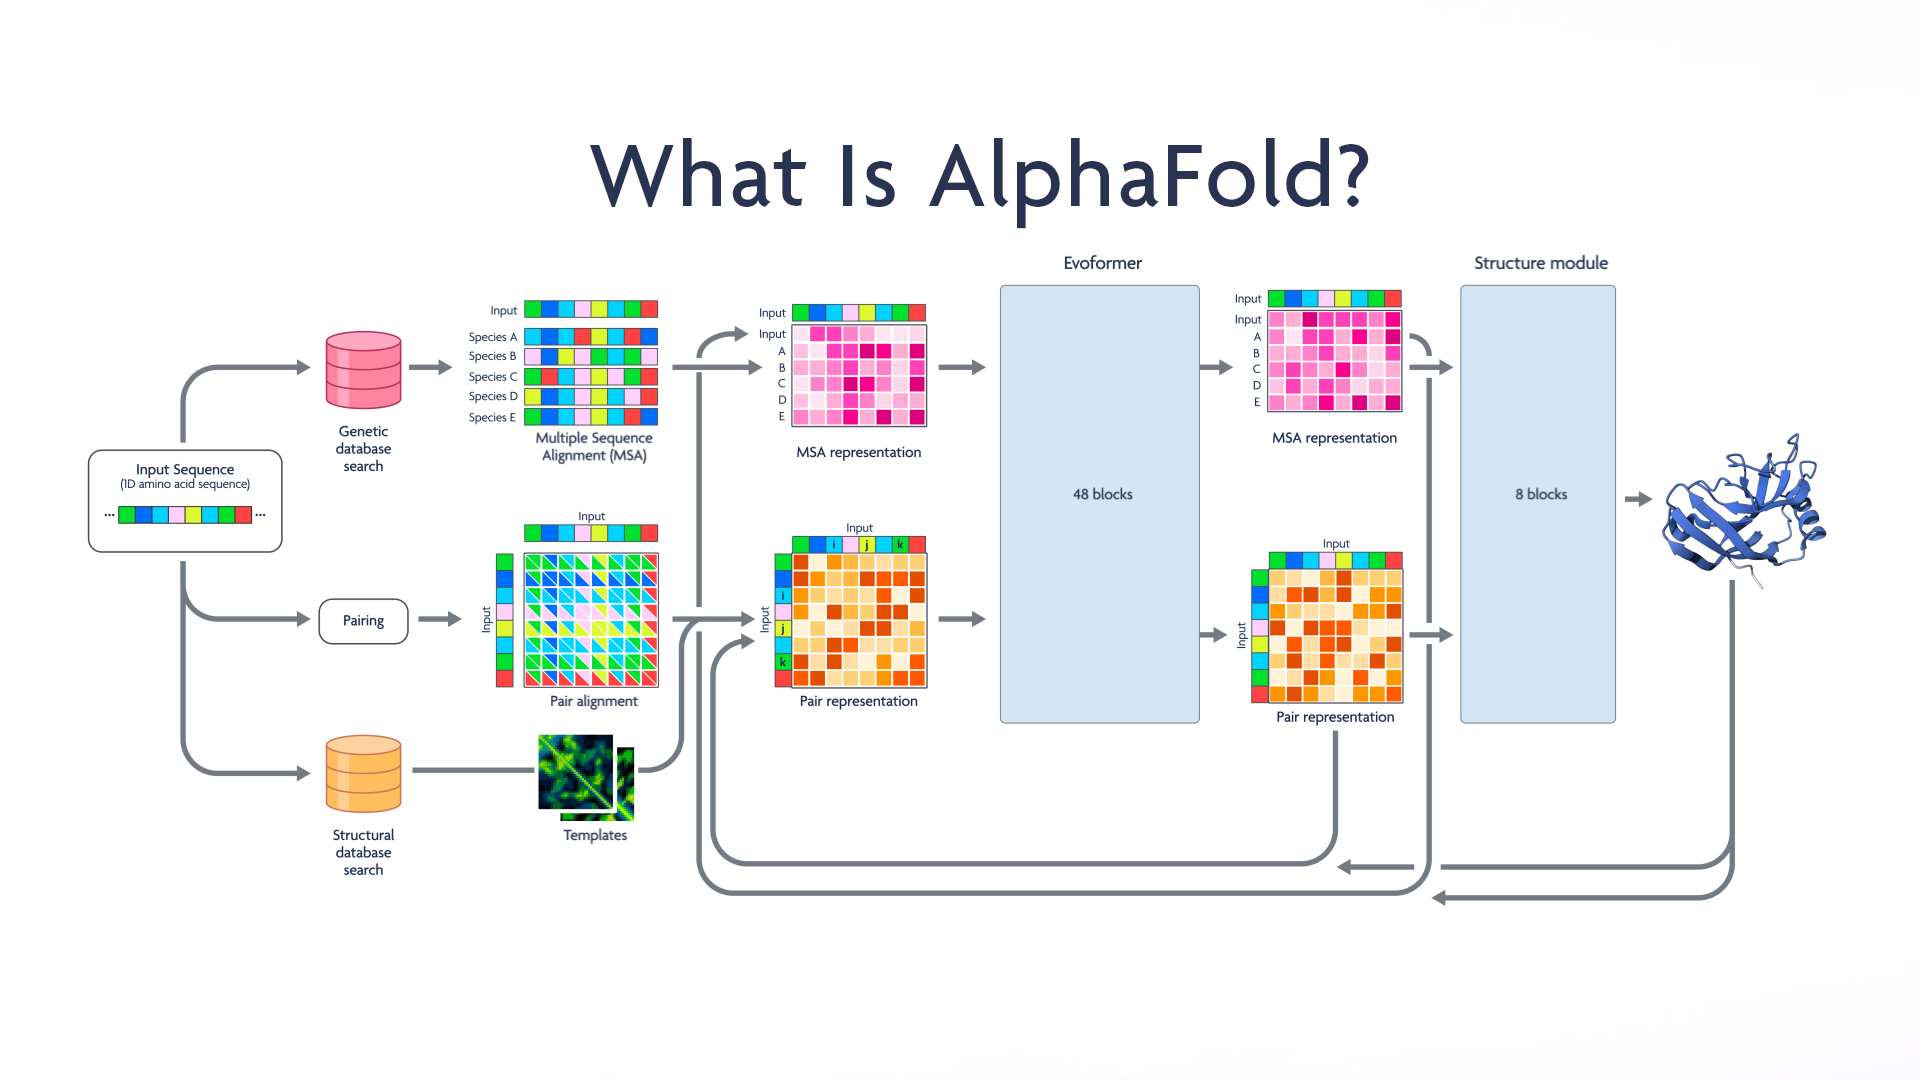 What Is AlphaFold?
Evoformer
Structure module
Input Sequence
(1D amino acid sequence)
... ...
Genetic
database
search
Pairing
Structural
database
search
Input
Species A
Species B
Species C
Species D
Species E
Multiple Sequence
Alignment (MSA)
Input
Input
Pair alignment
Templates
Input
Input
A
B
C
D
E
MSA representation
Input
i j k
Input
i
j
k
Pair representation
48 blocks
Input
Input
A
B
C
D
E
MSA representation
Input
Input
Pair representation
8 blocks